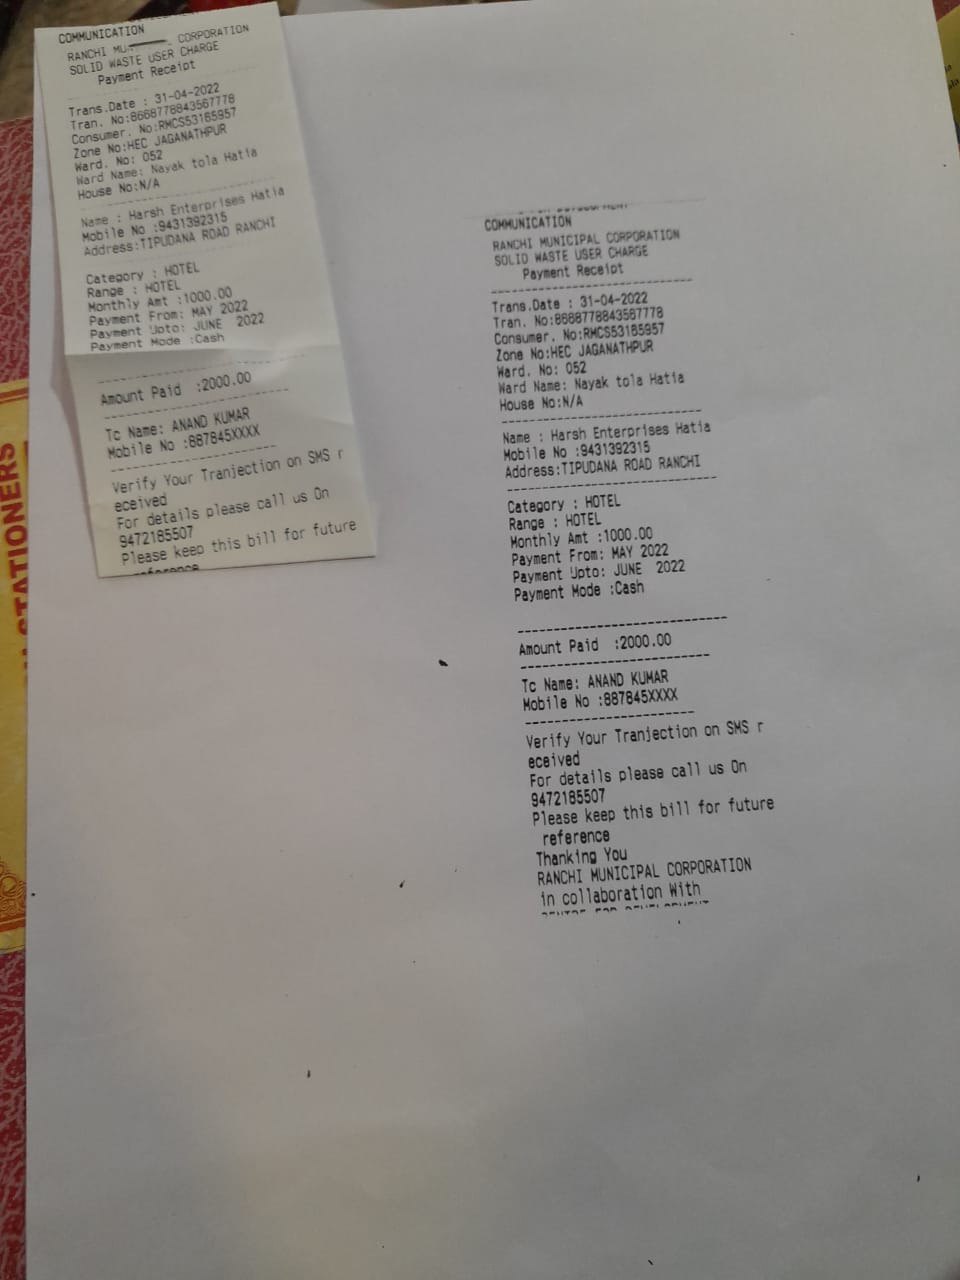 COMMUNICATION
RANCHI CORPORATION
SOLID WASTE USER CHARGE
Payment Receipt
Trans.Date : 31-04-2022
Tran. No:8668778843567778
Consumer. No:RMCS53165957
Zone No:HEC JAGANATHPUR
Ward. No: 052
Ward Name: Nayak tola Hatia
House No:N/A
Name : Harsh Enterprises Hatia
Mobile No :9431392315
Address:TIPUDANA ROAD RANCHI
Category : HOTEL
Range : HOTEL
Monthly Amt :1000.00
Payment From: MAY 2022
Payment Upto: JUNE 2022
Payment Mode :Cash
Amount Paid :2000.00
Tc Name: ANAND KUMAR
Mobile No :887845XXXX
Verify Your Tranjection on SMS r
eceived
For details please call us On
9472185507
Please keep this bill for future
reference
COMMUNICATION
RANCHI MUNICIPAL CORPORATION
SOLID WASTE USER CHARGE
Payment Receipt
Trans.Date : 31-04-2022
Tran. No:8668778843567778
Consumer. No:RMCS53165957
Zone No:HEC JAGANATHPUR
Ward. No: 052
Ward Name: Nayak tola Hatia
House No:N/A
Name : Harsh Enterprises Hatia
Mobile No :9431392315
Address:TIPUDANA ROAD RANCHI
Category : HOTEL
Range : HOTEL
Monthly Amt :1000.00
Payment From: MAY 2022
Payment Upto: JUNE 2022
Payment Mode :Cash
Amount Paid :2000.00
Tc Name: ANAND KUMAR
Mobile No :887845XXXX
Verify Your Tranjection on SMS r
eceived
For details please call us On
9472185507
Please keep this bill for future
reference
Thanking You
RANCHI MUNICIPAL CORPORATION
in collaboration With
STATIONERS